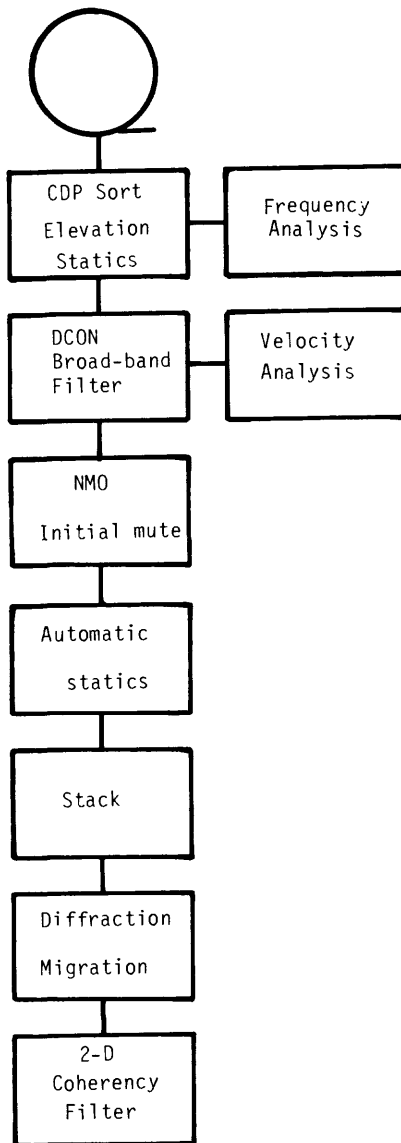 CDP Sort
Elevation
Statics
Frequency
Analysis
DCON
Broad-band
Filter
Velocity
Analysis
NMO
Initial mute
Automatic
statics
Stack
Diffraction
Migration
2-D
Coherency
Filter